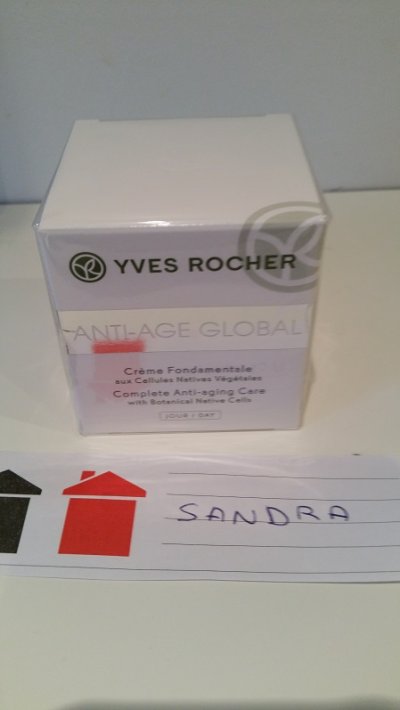 YVES ROCHER
ANTI-AGE GLOBAL
Crème Fondamentale
aux Cellules Natives Végétales
Complete Anti-aging Care
with Botanical Native Cells
JOUR / DAY
SANDRA